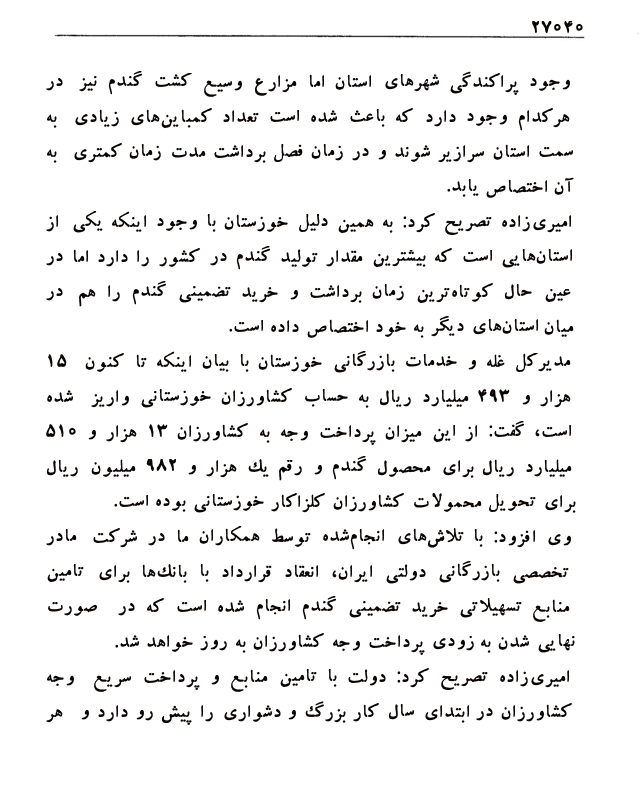 ۲۷۰۴۰
وجود پراکندگی شهرهای استان اما مزارع وسیع کشت گندم نیز در
هرکدام وجود دارد که باعث شده است تعداد کمباین‌های زیادی به
سمت استان سرازیر شوند و در زمان فصل برداشت مدت زمان کمتری به
آن اختصاص یابد.
امیری‌زاده تصریح کرد: به همین دلیل خوزستان با وجود اینکه یکی از
استان‌هایی است که بیشترین مقدار تولید گندم در کشور را دارد اما در
عین حال کوتاه‌ترین زمان برداشت و خرید تضمینی گندم را هم در
میان استان‌های دیگر به خود اختصاص داده است.
مدیرکل غله و خدمات بازرگانی خوزستان با بیان اینکه تا کنون ۱۵
هزار و ۴۹۳ میلیارد ریال به حساب کشاورزان خوزستانی واریز شده
است، گفت: از این میزان پرداخت وجه به کشاورزان ۱۳ هزار و ۵۱۰
میلیارد ریال برای محصول گندم و رقم یك هزار و ۹۸۲ میلیون ریال
برای تحویل محمولات کشاورزان کلزاکار خوزستانی بوده است.
وی افزود: با تلاش‌های انجام‌شده توسط همکاران ما در شرکت مادر
تخصصی بازرگانی دولتی ایران، انعقاد قرارداد با بانك‌ها برای تامین
منابع تسهیلاتی خرید تضمینی گندم انجام شده است که در صورت
نهایی شدن به زودی پرداخت وجه کشاورزان به روز خواهد شد.
امیری‌زاده تصریح کرد: دولت با تامین منابع و پرداخت سریع وجه
کشاورزان در ابتدای سال کار بزرگ و دشواری را پیش رو دارد و هر